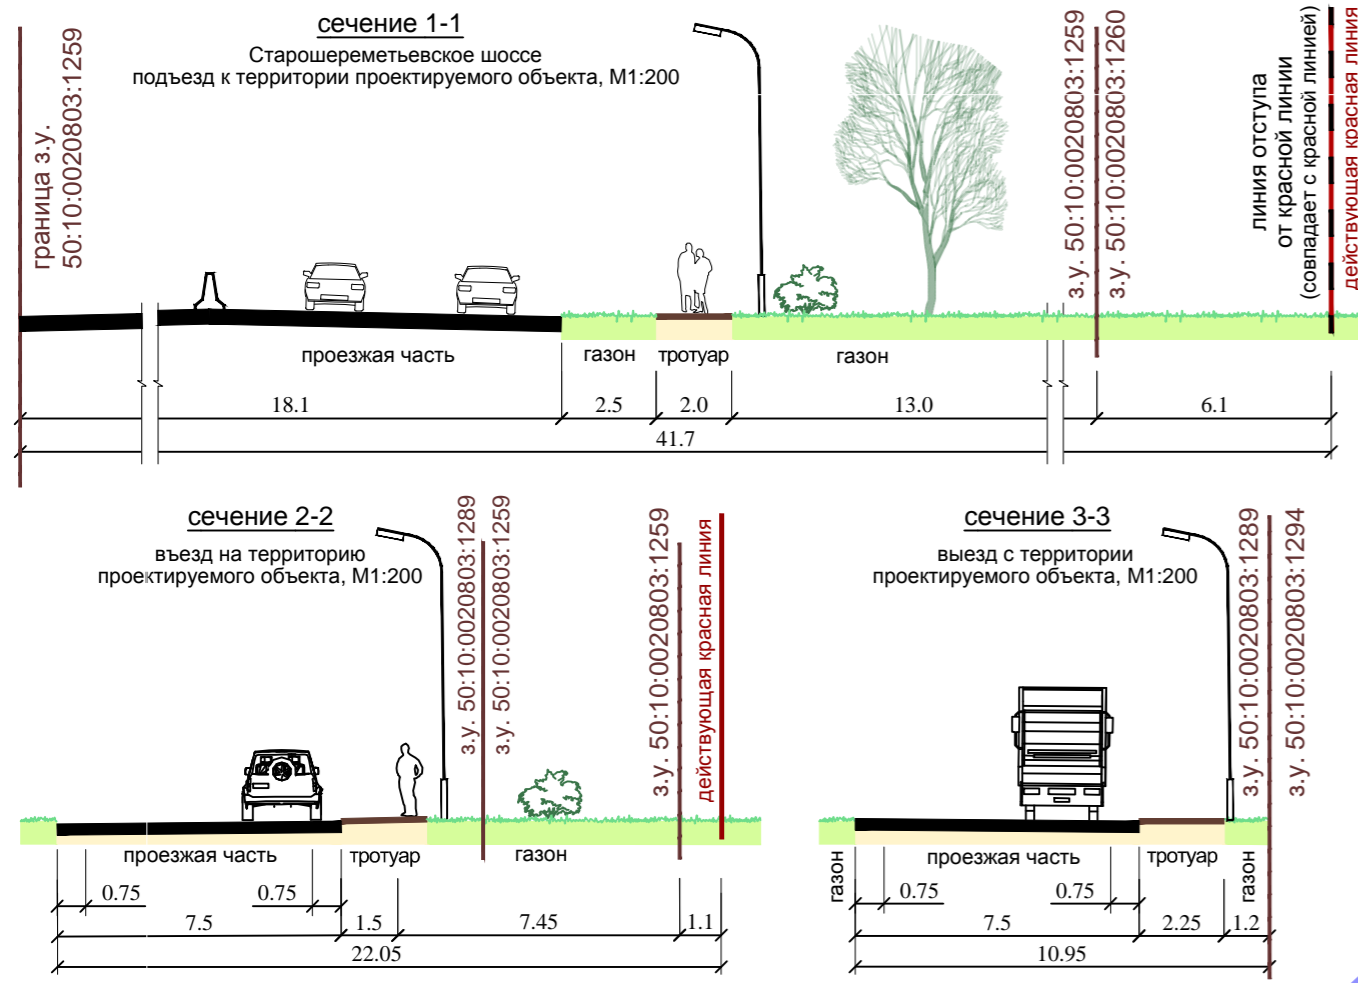 сечение 1-1
Старошереметьевское шоссе
подъезд к территории проектируемого объекта, М1:200
граница з.у.
50:10:0020803:1259
з.у. 50:10:0020803:1259
з.у. 50:10:0020803:1260
линия отступа
от красной линии
(совпадает с красной линией)
действующая красная линия
проезжая часть
газон
тротуар
газон
18.1
2.5
2.0
13.0
6.1
41.7
сечение 2-2
въезд на территорию
проектируемого объекта, М1:200
з.у. 50:10:0020803:1289
з.у. 50:10:0020803:1259
з.у. 50:10:0020803:1259
действующая красная линия
проезжая часть
тротуар
газон
0.75
0.75
7.5
1.5
7.45
1.1
22.05
сечение 3-3
выезд с территории
проектируемого объекта, М1:200
з.у. 50:10:0020803:1289
з.у. 50:10:0020803:1294
газон
проезжая часть
тротуар
газон
0.75
0.75
7.5
2.25
1.2
10.95